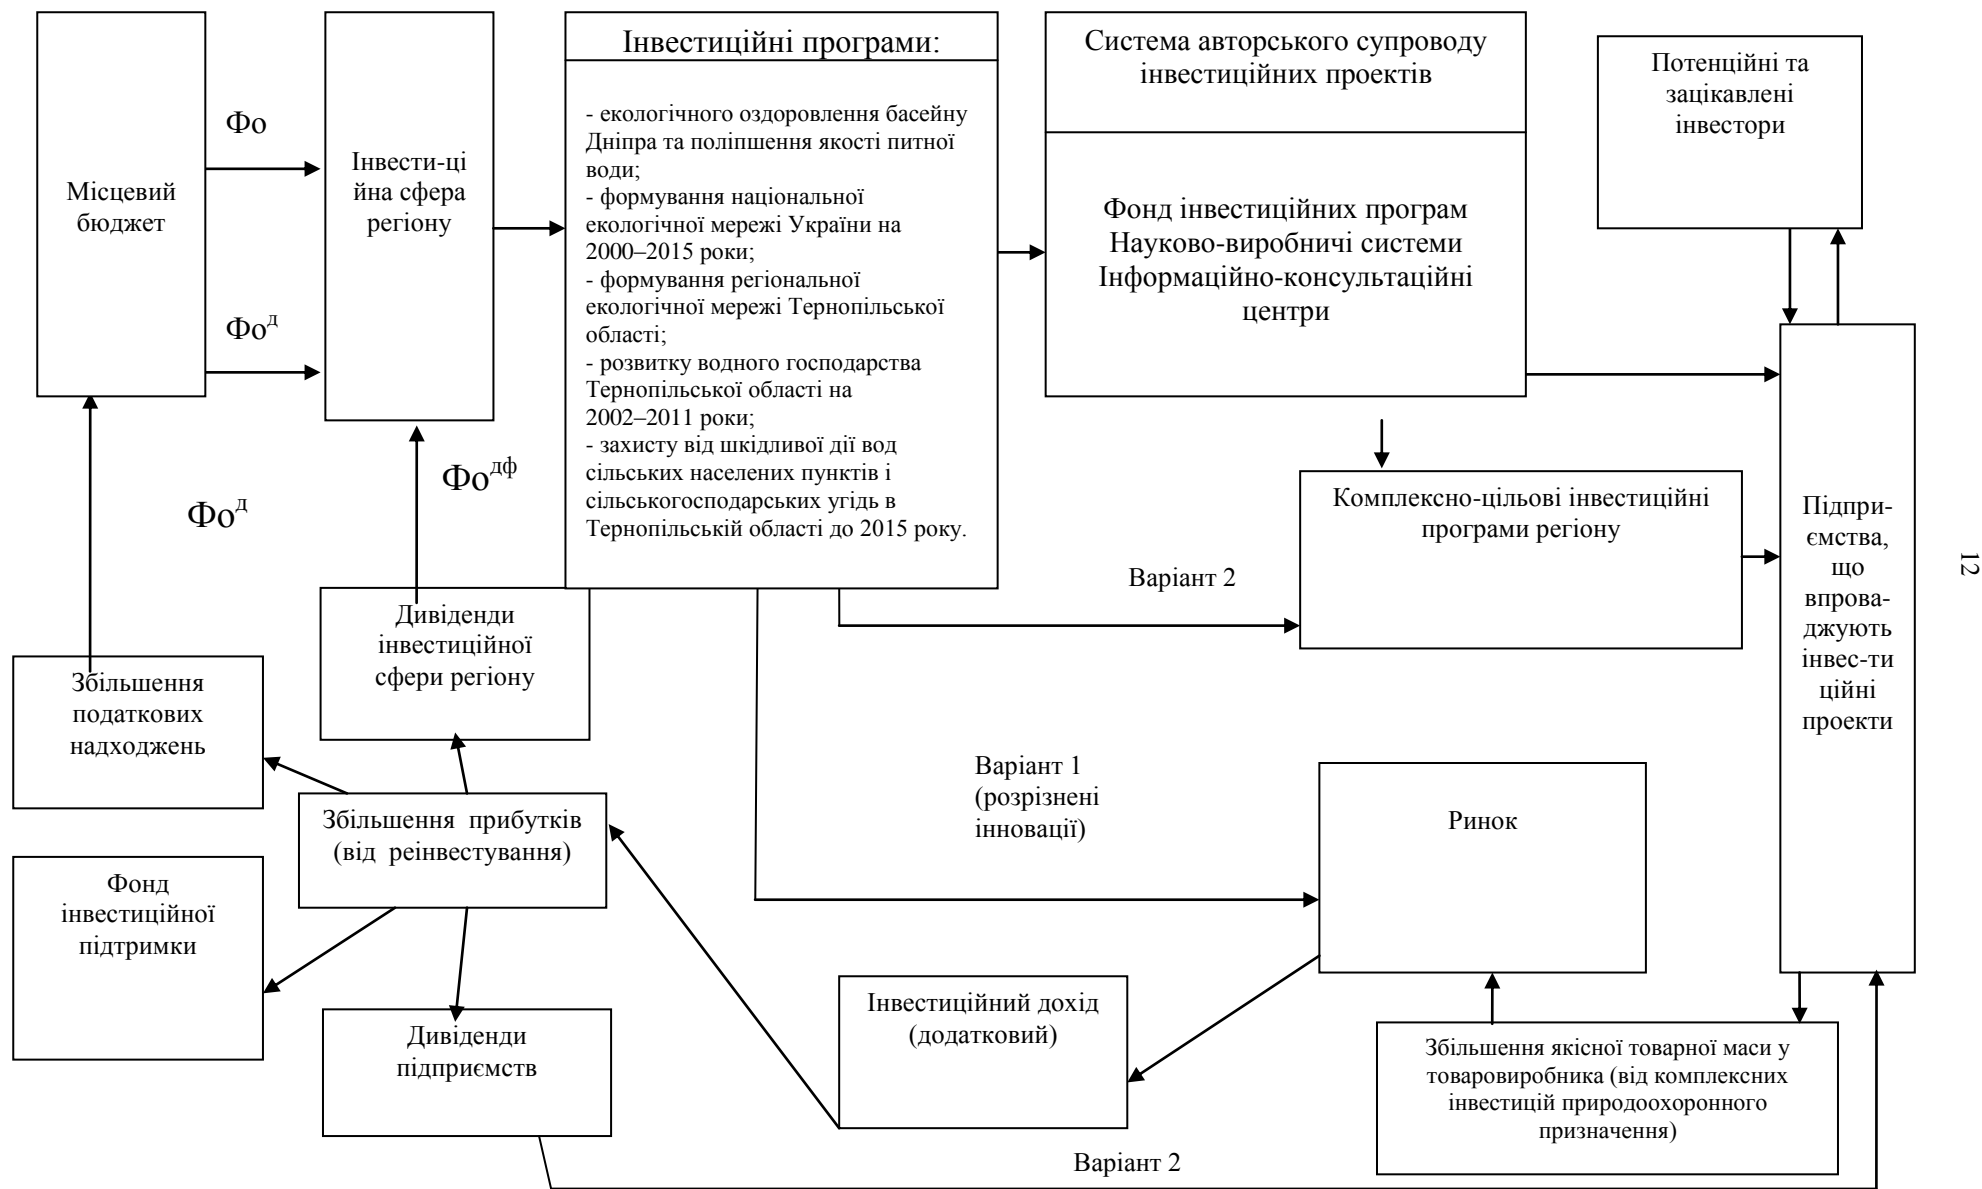 Місцевий
бюджет
Фо
Фоᵈ
Інвести-ці
йна сфера
регіону
Інвестиційні програми:
- екологічного оздоровлення басейну
Дніпра та поліпшення якості питної
води;
- формування національної
екологічної мережі України на
2000–2015 роки;
- формування регіональної
екологічної мережі Тернопільської
області;
- розвитку водного господарства
Тернопільської області на
2002–2011 роки;
- захисту від шкідливої дії вод
сільських населених пунктів і
сільськогосподарських угідь в
Тернопільській області до 2015 року.
Система авторського супроводу
інвестиційних проектів
Фонд інвестиційних програм
Науково-виробничі системи
Інформаційно-консультаційні
центри
Потенційні та
зацікавлені
інвестори
Фод
Фодф
Комплексно-цільові інвестиційні
програми регіону
Підпри-
ємства,
що
впрова-
джують
інвес-ти
ційні
проекти
12
Варіант 2
Дивіденди
інвестиційної
сфери регіону
Збільшення
податкових
надходжень
Варіант 1
(розрізнені
інновації)
Ринок
Збільшення прибутків
(від реінвестування)
Фонд
інвестиційної
підтримки
Дивіденди
підприємств
Інвестиційний дохід
(додатковий)
Збільшення якісної товарної маси у
товаровиробника (від комплексних
інвестицій природоохоронного
призначення)
Варіант 2